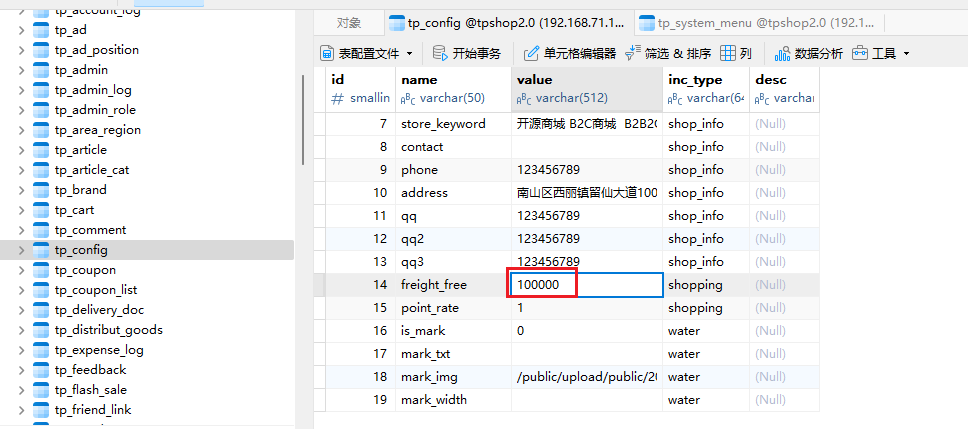 tp_account_log
tp_ad
tp_ad_position
tp_admin
tp_admin_log
tp_admin_role
tp_area_region
tp_article
tp_article_cat
tp_brand
tp_cart
tp_comment
tp_config
tp_coupon
tp_coupon_list
tp_delivery_doc
tp_distribut_goods
tp_expense_log
tp_feedback
tp_flash_sale
tp_friend_link
对象 tp_config @tpshop2.0 (192.168.71.1... tp_system_menu @tpshop2.0 (192.1...
表配置文件 开始事务 单元格编辑器 筛选 & 排序 列 数据分析 工具
id name value inc_type desc
# smallin ABC varchar(50) ABC varchar(512) ABC varchar(64 ABC varchar
7 store_keyword 开源商城 B2C商城 B2B2C shop_info (Null)
8 contact shop_info (Null)
9 phone 123456789 shop_info (Null)
10 address 南山区西丽镇留仙大道100 shop_info (Null)
11 qq 123456789 shop_info (Null)
12 qq2 123456789 shop_info (Null)
13 qq3 123456789 shop_info (Null)
14 freight_free 100000 shopping (Null)
15 point_rate 1 shopping (Null)
16 is_mark 0 water (Null)
17 mark_txt water (Null)
18 mark_img /public/upload/public/20 water (Null)
19 mark_width water (Null)